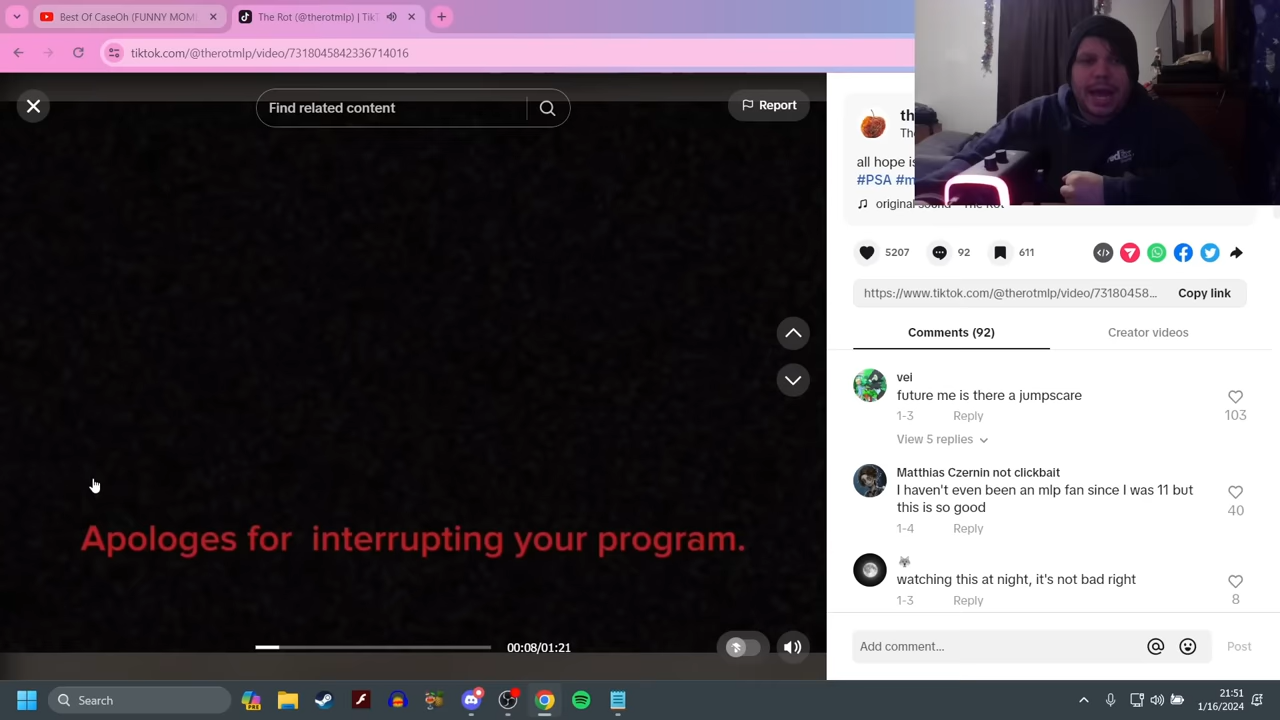 Best Of CaseOh (FUNNY MOM
The Rot (@therotmlp) | Tik
tiktok.com/@therotmlp/video/7318045842336714016
Find related content
Report
th
The
all hope is
#PSA #m
original sound - The Rot
5207
92
611
https://www.tiktok.com/@therotmlp/video/73180458...
Copy link
Comments (92)
Creator videos
vei
future me is there a jumpscare
1-3
Reply
103
View 5 replies
Matthias Czernin not clickbait
I haven't even been an mlp fan since I was 11 but
this is so good
1-4
Reply
40
watching this at night, it's not bad right
1-3
Reply
8
Apologes for  interrupting your program.
00:08/01:21
Add comment...
Post
Search
21:51
1/16/2024